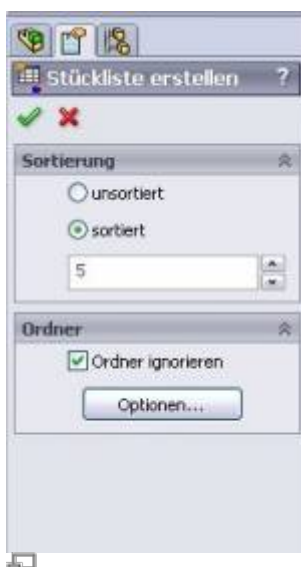 Stückliste erstellen ?
Sortierung
unsortiert
sortiert
5
Ordner
Ordner ignorieren
Optionen...